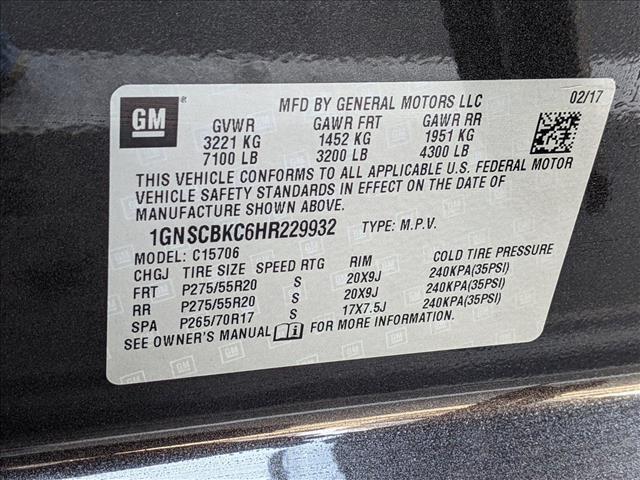 GM ® MFD BY GENERAL MOTORS LLC 02/17
GVWR GAWR FRT GAWR RR
3221 KG 1452 KG 1951 KG
7100 LB 3200 LB 4300 LB
THIS VEHICLE CONFORMS TO ALL APPLICABLE U.S. FEDERAL MOTOR
VEHICLE SAFETY STANDARDS IN EFFECT ON THE DATE OF
MANUFACTURE SHOWN ABOVE.
1GNSCBKC6HR229932 TYPE: M.P.V.
MODEL: C15706
CHGJ TIRE SIZE SPEED RTG RIM COLD TIRE PRESSURE
FRT P275/55R20 S 20X9J 240KPA(35PSI)
RR P275/55R20 S 20X9J 240KPA(35PSI)
SPA P265/70R17 S 17X7.5J 240KPA(35PSI)
SEE OWNER'S MANUAL FOR MORE INFORMATION.